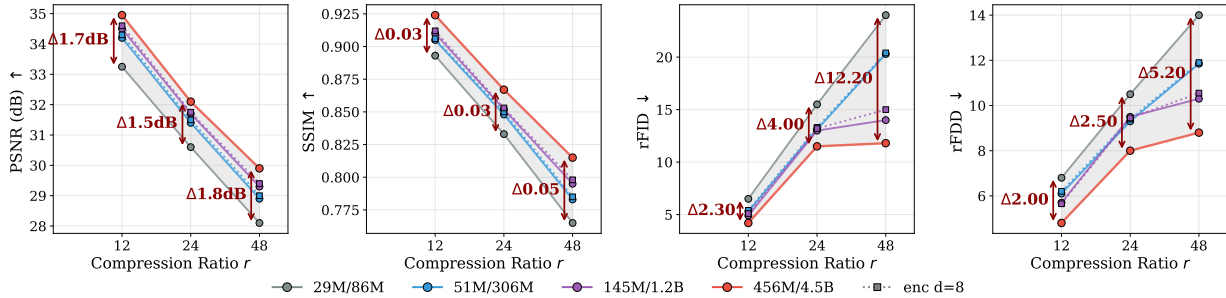 PSNR (dB) ↑
35
34
33
32
31
30
29
28
Δ1.7dB
Δ1.5dB
Δ1.8dB
12
24
48
Compression Ratio r
SSIM ↑
0.925
0.900
0.875
0.850
0.825
0.800
0.775
Δ0.03
Δ0.03
Δ0.05
12
24
48
Compression Ratio r
rFID ↓
20
15
10
5
Δ2.30
Δ4.00
Δ12.20
12
24
48
Compression Ratio r
rFDD ↓
14
12
10
8
6
Δ2.00
Δ2.50
Δ5.20
12
24
48
Compression Ratio r
29M/86M
51M/306M
145M/1.2B
456M/4.5B
enc d=8